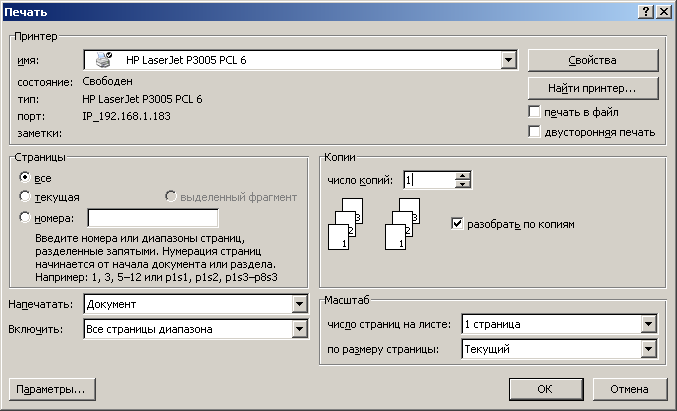 Печать
Принтер
имя: HP LaserJet P3005 PCL 6 Свойства
состояние: Свободен
тип: HP LaserJet P3005 PCL 6 Найти принтер...
порт: IP_192.168.1.183 печать в файл
заметки: двусторонняя печать
Страницы
все
текущая выделенный фрагмент
номера:
Введите номера или диапазоны страниц,
разделенные запятыми. Нумерация страниц
начинается от начала документа или раздела.
Например: 1, 3, 5–12 или p1s1, p1s2, p1s3–p8s3
Копии
число копий: 1
3 3
2 2
1 1
разобрать по копиям
Напечатать: Документ
Включить: Все страницы диапазона
Масштаб
число страниц на листе: 1 страница
по размеру страницы: Текущий
Параметры... ОК Отмена